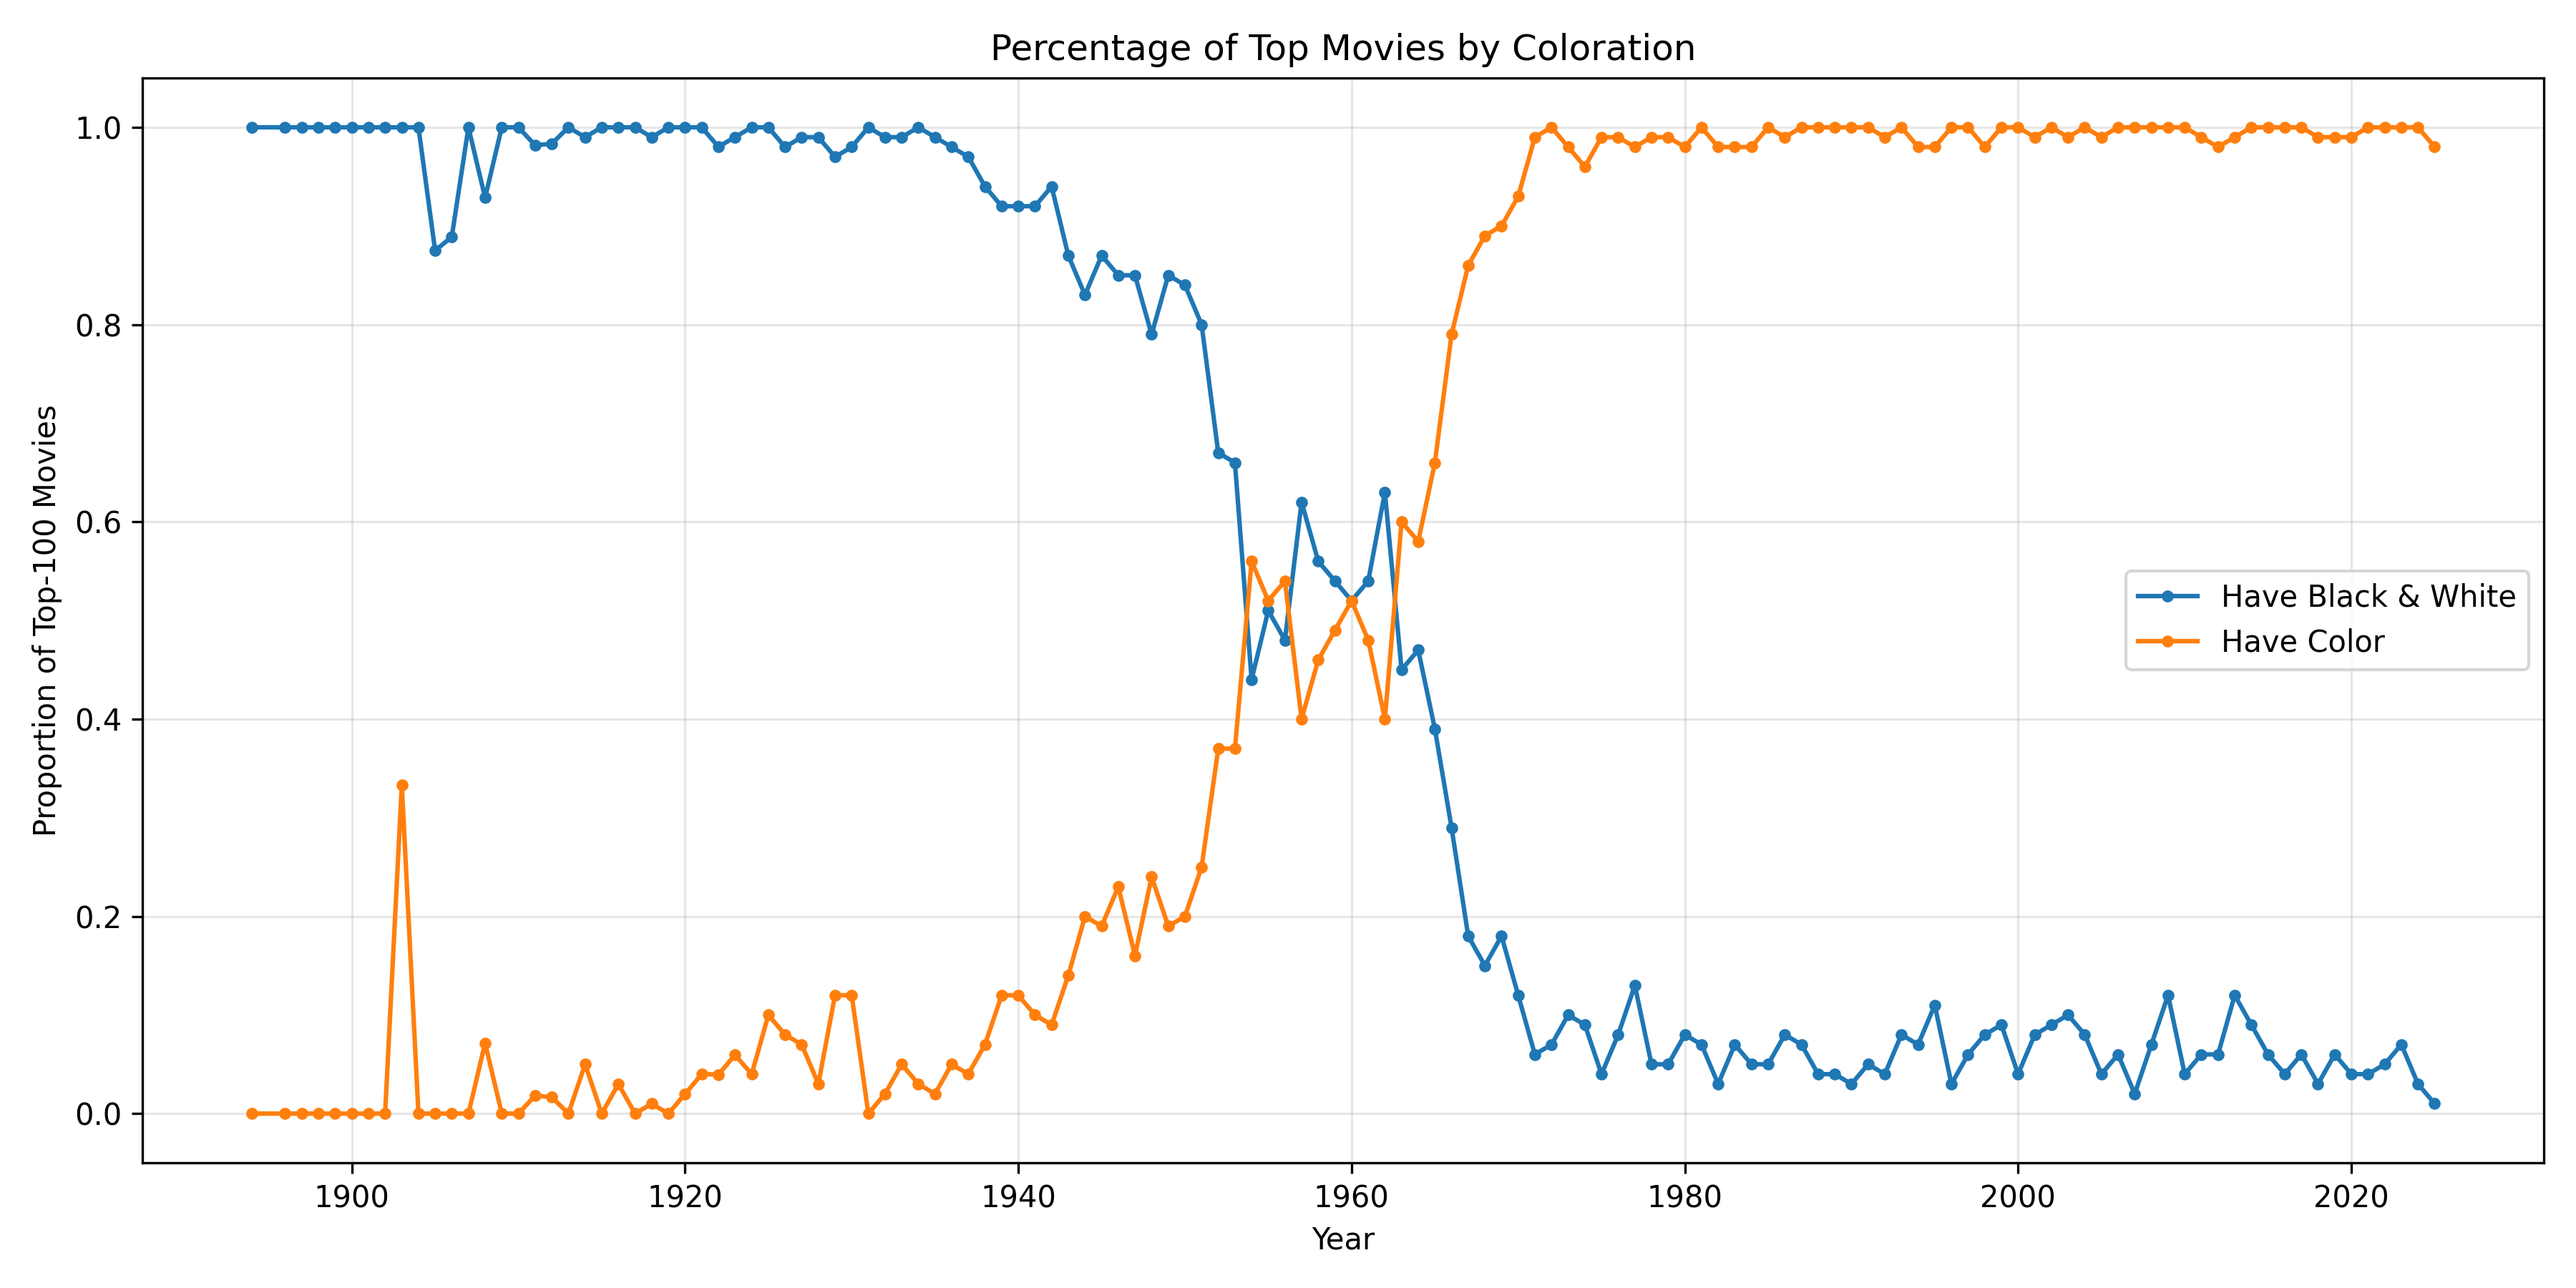 Percentage of Top Movies by Coloration
Proportion of Top-100 Movies
1.0
0.8
0.6
0.4
0.2
0.0
Have Black & White
Have Color
1900 1920 1940 1960 1980 2000 2020
Year